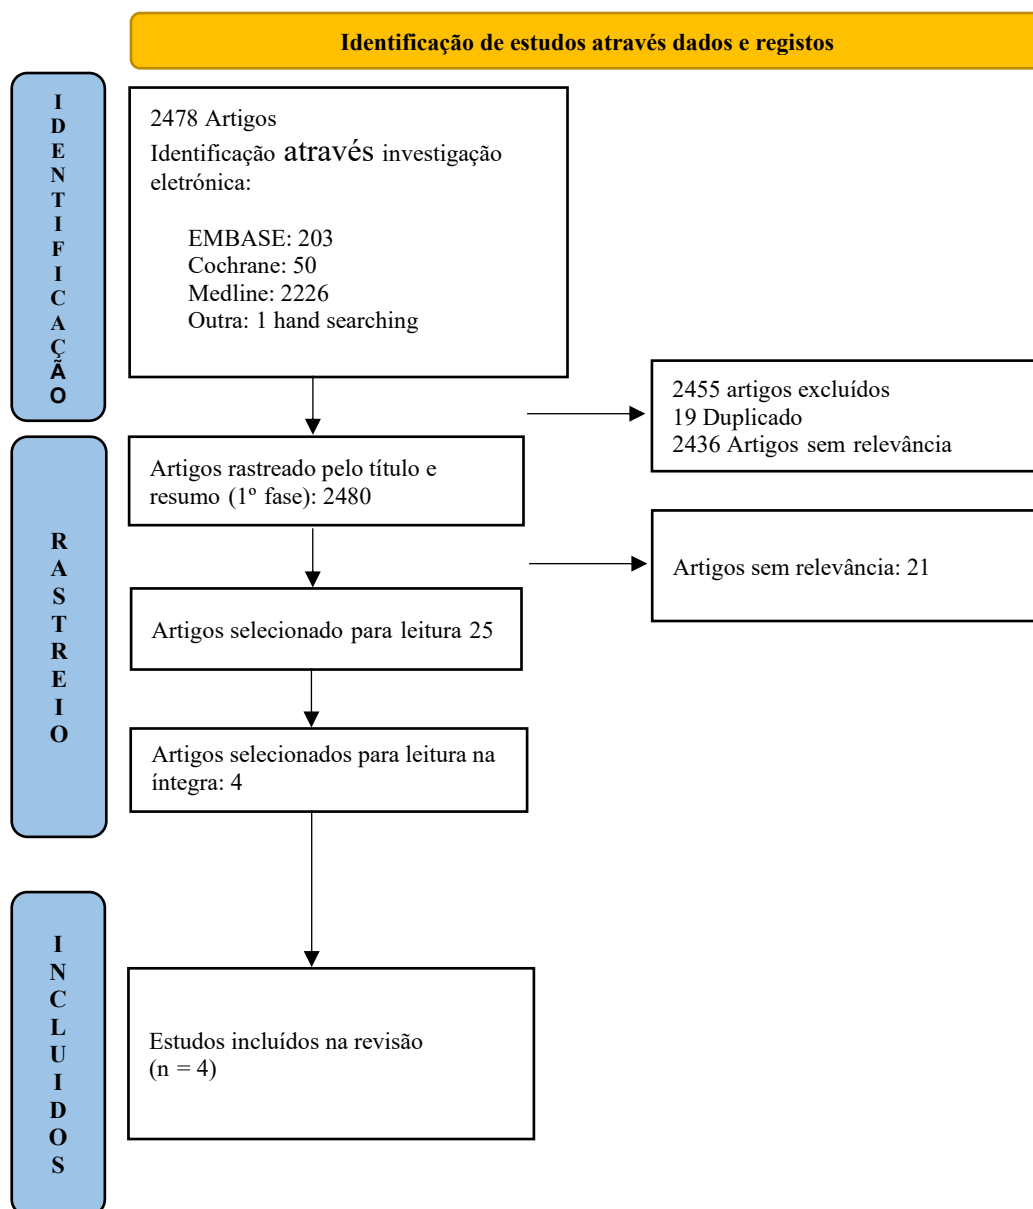 Identificação de estudos através dados e registos
IDENTIFICAÇÃO
2478 Artigos
Identificação através investigação
eletrónica:
EMBASE: 203
Cochrane: 50
Medline: 2226
Outra: 1 hand searching
2455 artigos excluídos
19 Duplicado
2436 Artigos sem relevância
RASTREIO
Artigos rastreado pelo título e
resumo (1º fase): 2480
Artigos sem relevância: 21
Artigos selecionado para leitura 25
Artigos selecionados para leitura na
íntegra: 4
INCLUIDOS
Estudos incluídos na revisão
(n = 4)